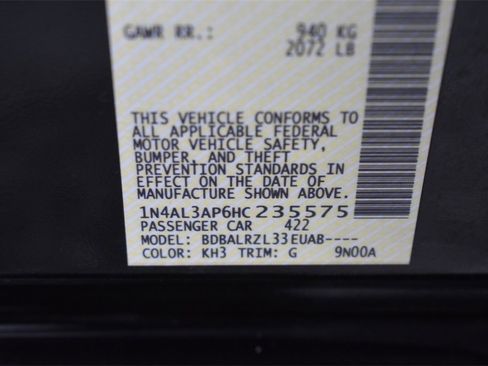 GAWR RR.: 940 KG
2072 LB
THIS VEHICLE CONFORMS TO
ALL APPLICABLE FEDERAL
MOTOR VEHICLE SAFETY,
BUMPER, AND THEFT
PREVENTION STANDARDS IN
EFFECT ON THE DATE OF
MANUFACTURE SHOWN ABOVE.
1N4AL3AP6HC235575
PASSENGER CAR 422
MODEL: BDBALRZL33EUAB----
COLOR: KH3 TRIM: G 9N00A